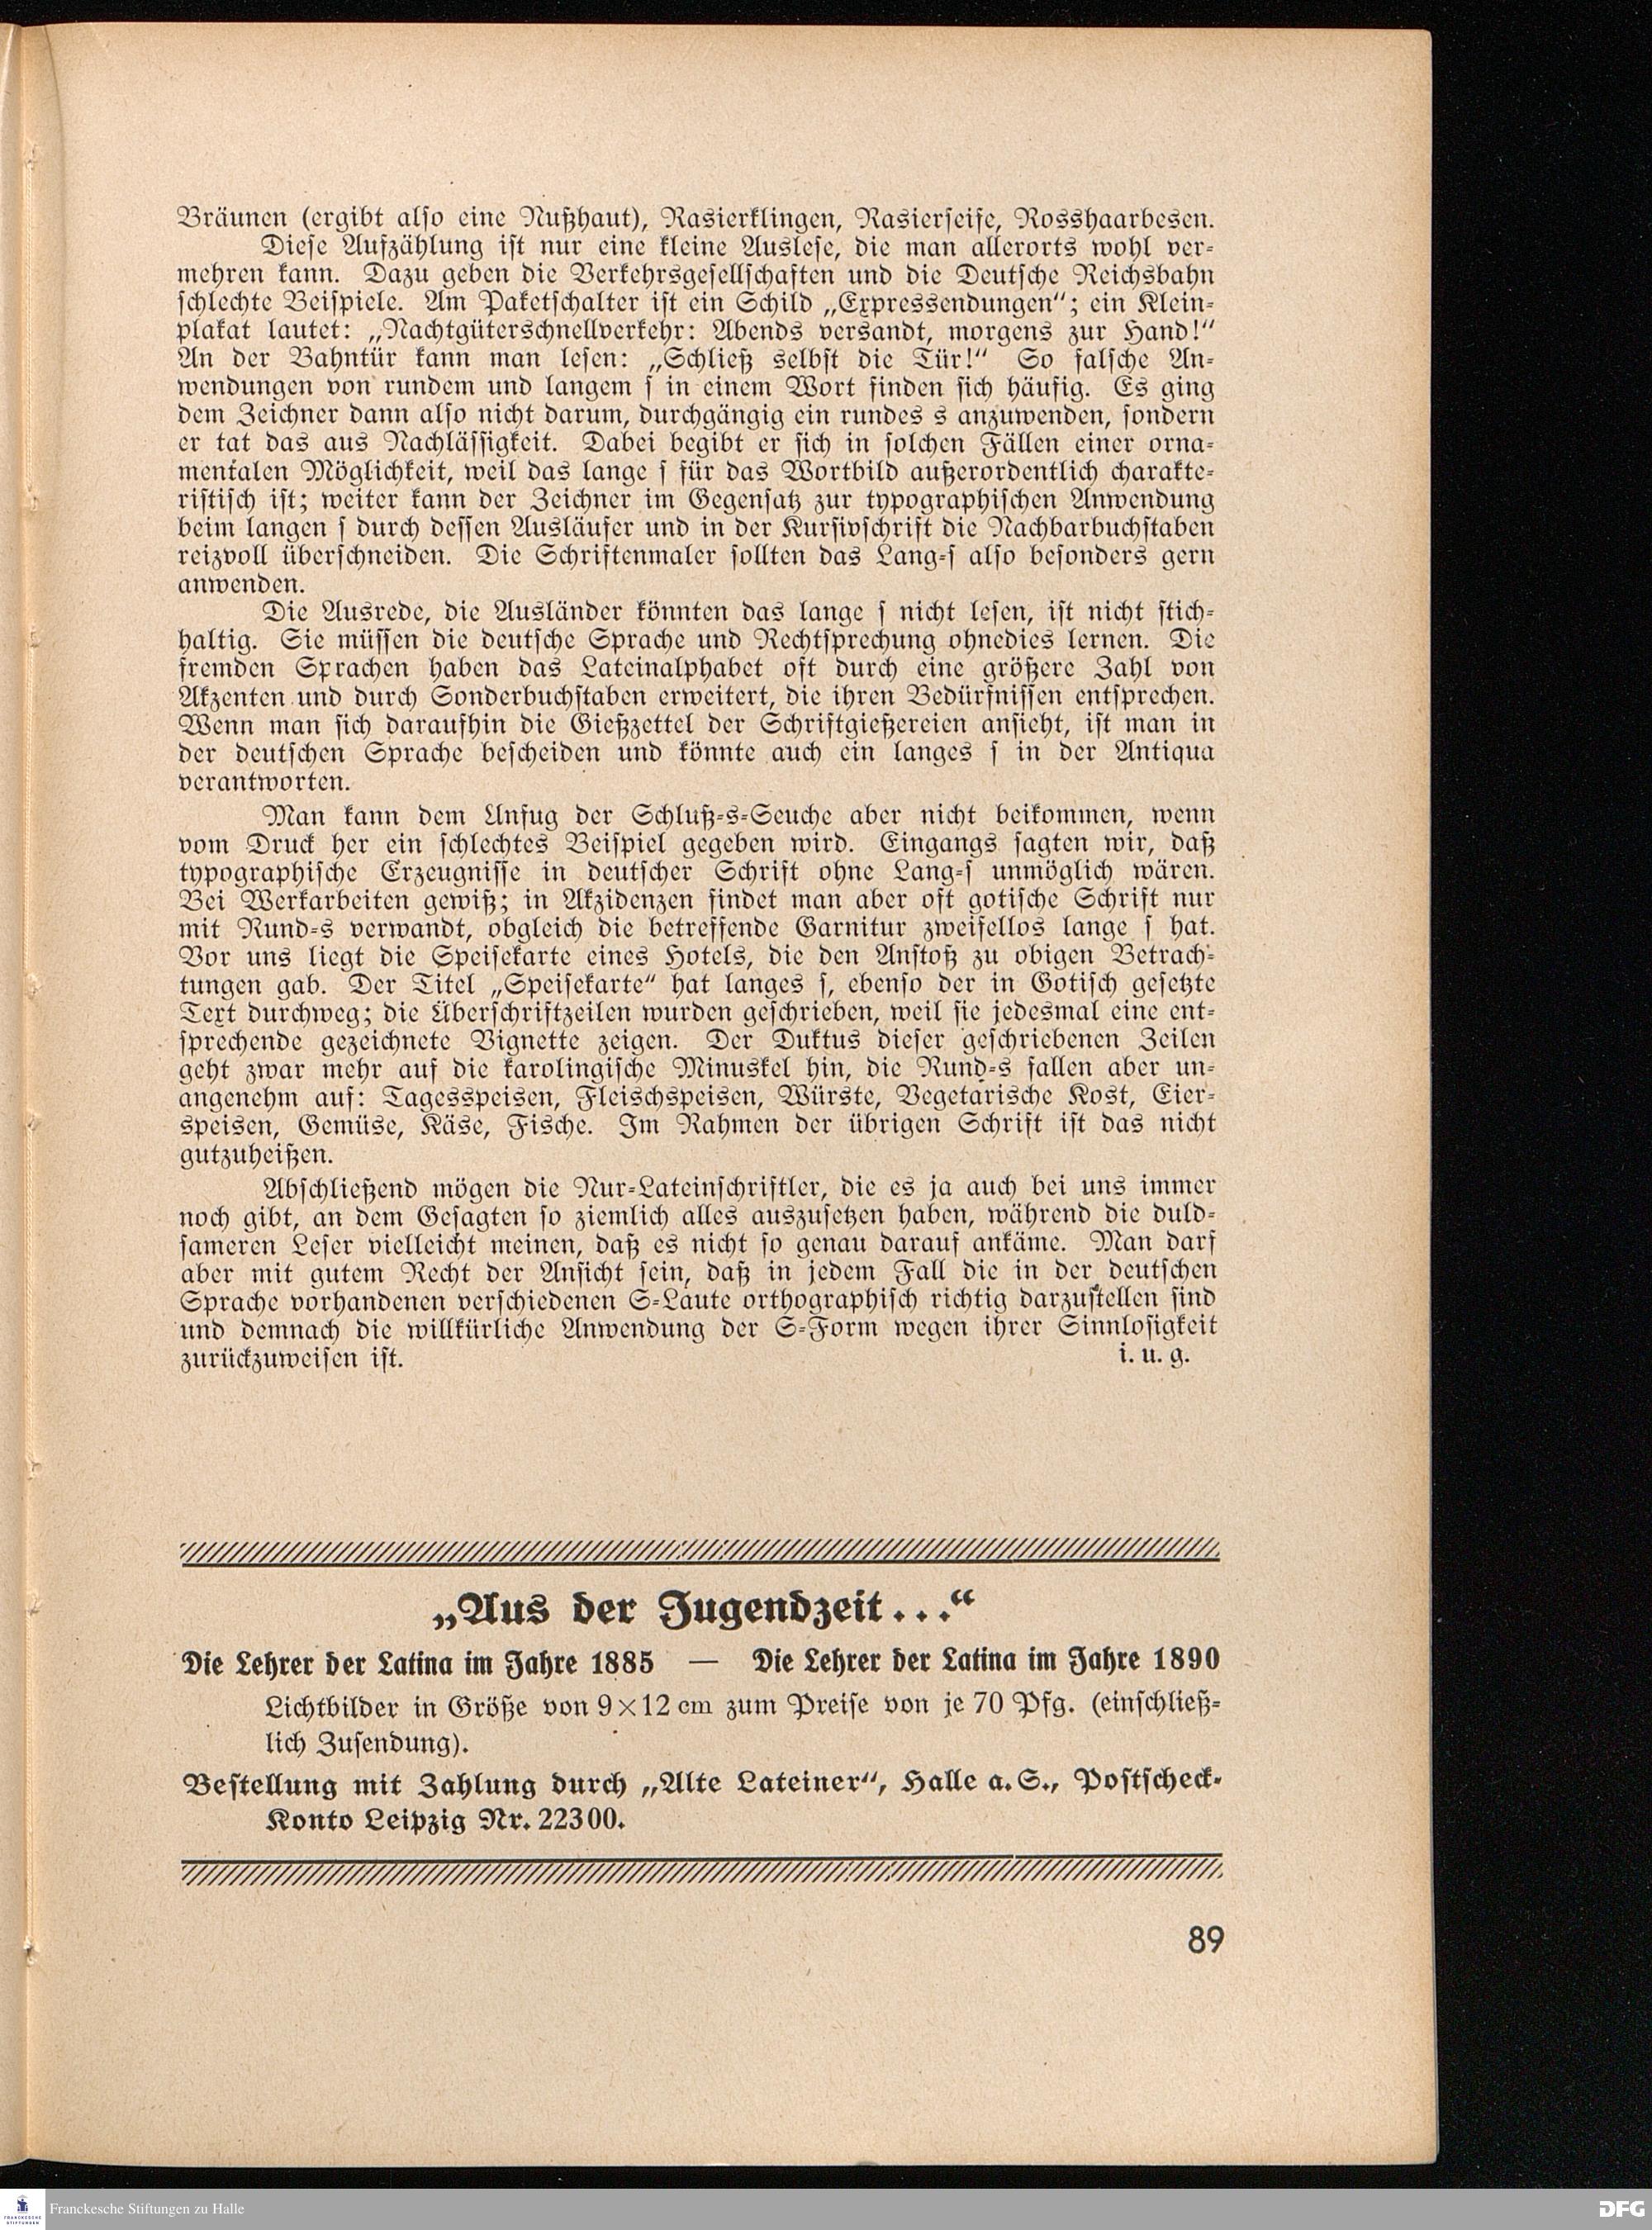 Bräunen (ergibt alſo eine Nußhaut), Rasierklingen, Rasierseife, Rosshaarbesen.
Dieſe Aufzählung iſt nur eine kleine Ausleſe, die man allerorts wohl ver-
mehren kann. Dazu geben die Verkehrsgeſellſchaften und die Deutſche Reichsbahn
ſchlechte Beiſpiele. Am Paketſchalter iſt ein Schild „Expressendungen“; ein Klein-
plakat lautet: „Nachtgüterschnellverkehr: Abends versandt, morgens zur Hand!“
An der Bahntür kann man leſen: „Schließ selbſt die Tür!“ So falſche An-
wendungen von rundem und langem ſ in einem Wort finden ſich häufig. Es ging
dem Zeichner dann alſo nicht darum, durchgängig ein rundes s anzuwenden, ſondern
er tat das aus Nachläſſigkeit. Dabei begibt er ſich in ſolchen Fällen einer orna-
mentalen Möglichkeit, weil das lange ſ für das Wortbild außerordentlich charakte-
riſtiſch iſt; weiter kann der Zeichner im Gegenſatz zur typographiſchen Anwendung
beim langen ſ durch deſſen Ausläufer und in der Kurſivſchrift die Nachbarbuchſtaben
reizvoll überſchneiden. Die Schriftenmaler ſollten das Lang-ſ alſo beſonders gern
anwenden.
Die Ausrede, die Ausländer könnten das lange ſ nicht leſen, iſt nicht ſtich-
haltig. Sie müſſen die deutſche Sprache und Rechtſprechung ohnedies lernen. Die
fremden Sprachen haben das Lateinalphabet oft durch eine größere Zahl von
Akzenten und durch Sonderbuchſtaben erweitert, die ihren Bedürfniſſen entſprechen.
Wenn man ſich daraufhin die Gießzettel der Schriftgießereien anſieht, iſt man in
der deutſchen Sprache beſcheiden und könnte auch ein langes ſ in der Antiqua
verantworten.
Man kann dem Unfug der Schluß-s-Seuche aber nicht beikommen, wenn
vom Druck her ein ſchlechtes Beiſpiel gegeben wird. Eingangs ſagten wir, daß
typographiſche Erzeugniſſe in deutſcher Schrift ohne Lang-ſ unmöglich wären.
Bei Werkarbeiten gewiß; in Akzidenzen findet man aber oft gotiſche Schrift nur
mit Rund-s verwandt, obgleich die betreffende Garnitur zweifellos lange ſ hat.
Vor uns liegt die Speiſekarte eines Hotels, die den Anſtoß zu obigen Betrach-
tungen gab. Der Titel „Speiſekarte“ hat langes ſ, ebenſo der in Gotiſch geſetzte
Text durchweg; die Überſchriftzeilen wurden geſchrieben, weil ſie jedesmal eine ent-
ſprechende gezeichnete Vignette zeigen. Der Duktus dieſer geſchriebenen Zeilen
geht zwar mehr auf die karolingiſche Minuskel hin, die Rund-s fallen aber un-
angenehm auf: Tagesspeisen, Fleischspeisen, Würste, Vegetarische Kost, Eier-
speisen, Gemüse, Käse, Fische. Im Rahmen der übrigen Schrift iſt das nicht
gutzuheißen.
Abſchließend mögen die Nur-Lateinſchriftler, die es ja auch bei uns immer
noch gibt, an dem Geſagten ſo ziemlich alles auszuſetzen haben, während die duld-
ſameren Leſer vielleicht meinen, daß es nicht ſo genau darauf ankäme. Man darf
aber mit gutem Recht der Anſicht ſein, daß in jedem Fall die in der deutſchen
Sprache vorhandenen verſchiedenen S-Laute orthographiſch richtig darzuſtellen ſind
und demnach die willkürliche Anwendung der S-Form wegen ihrer Sinnloſigkeit
zurückzuweiſen iſt. i. u. g.
„Aus der Jugendzeit...“
Die Lehrer der Latina im Jahre 1885 — Die Lehrer der Latina im Jahre 1890
Lichtbilder in Größe von 9×12 cm zum Preiſe von je 70 Pfg. (einſchließ-
lich Zuſendung).
Beſtellung mit Zahlung durch „Alte Lateiner“, Halle a. S., Poſtſcheck-
Konto Leipzig Nr. 22300.
89
FRANCKESCHE
STIFTUNGEN
Franckesche Stiftungen zu Halle
DFG